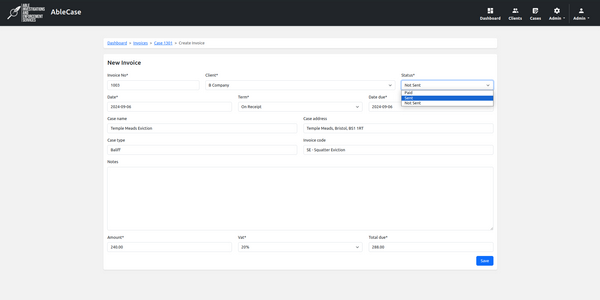 ABLE
INVESTIGATIONS
AND
ENFORCEMENT
SERVICES
AbleCase
Dashboard Clients Cases Admin Admin
Dashboard > Invoices > Case 1301 > Create Invoice
New Invoice
Invoice No* Client* Status*
1003 B Company Not Sent
Paid
Sent
Not Sent
Date* Term* Date due*
2024-09-06 On Receipt 2024-09-06
Case name Case address
Temple Meads Eviction Temple Meads, Bristol, BS1 1RT
Case type Invoice code
Bailiff SE - Squatter Eviction
Notes
Amount* Vat* Total due*
240.00 20% 288.00
Save